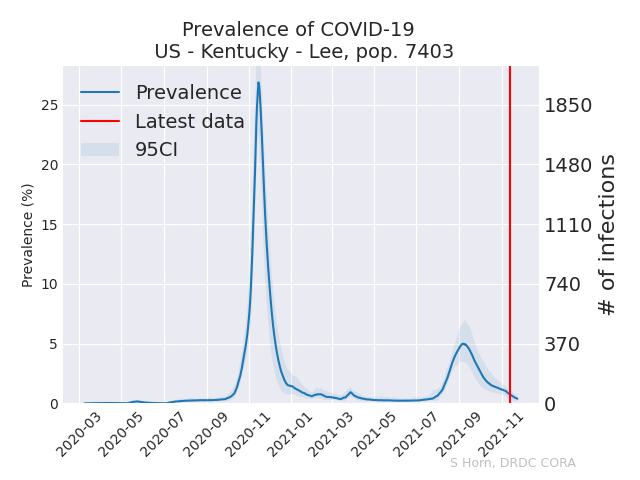 Prevalence of COVID-19
US - Kentucky - Lee, pop. 7403
Prevalence
Latest data
95CI
Prevalence (%)
25
20
15
10
5
0
1850
1480
1110
740
370
0
# of infections
2020-03
2020-05
2020-07
2020-09
2020-11
2021-01
2021-03
2021-05
2021-07
2021-09
2021-11
S Horn, DRDC CORA